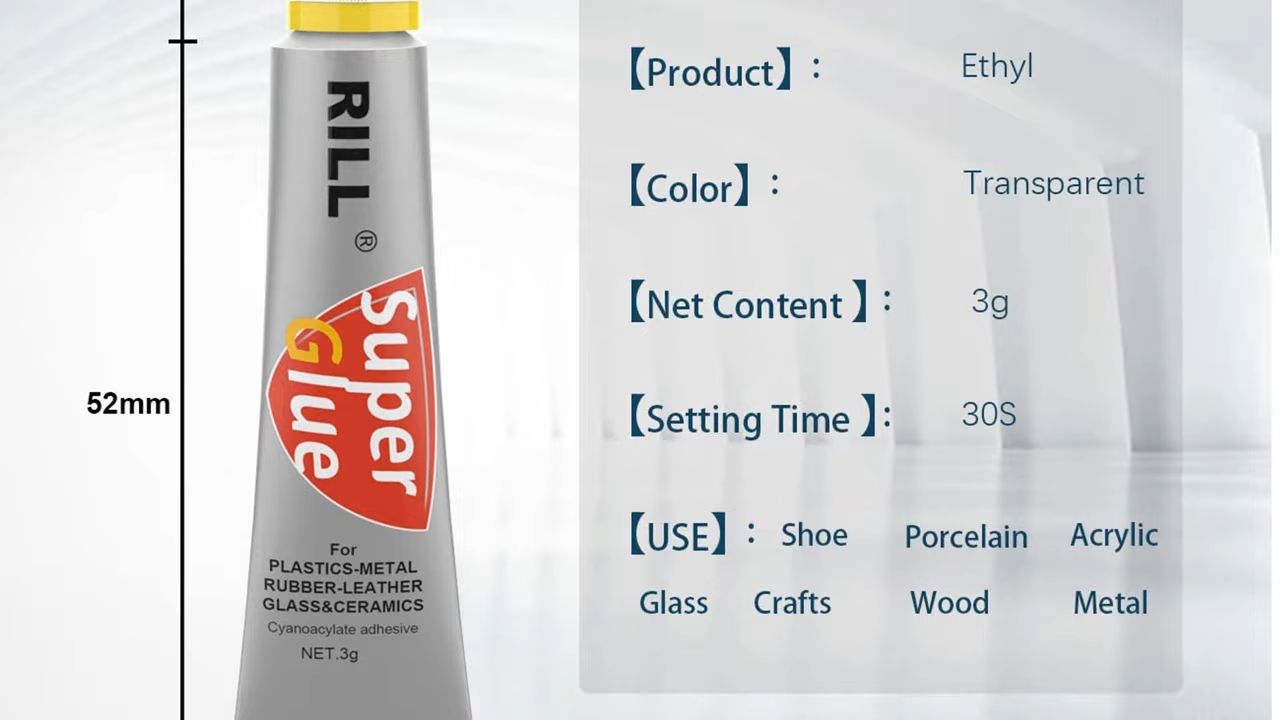 RILL
®
Super
Glue
For
PLASTICS-METAL
RUBBER-LEATHER
GLASS&CERAMICS
Cyanoacylate adhesive
NET.3g
52mm
【Product】: Ethyl
【Color】: Transparent
【Net Content 】: 3g
【Setting Time 】: 30S
【USE】: Shoe Porcelain Acrylic
Glass Crafts Wood Metal